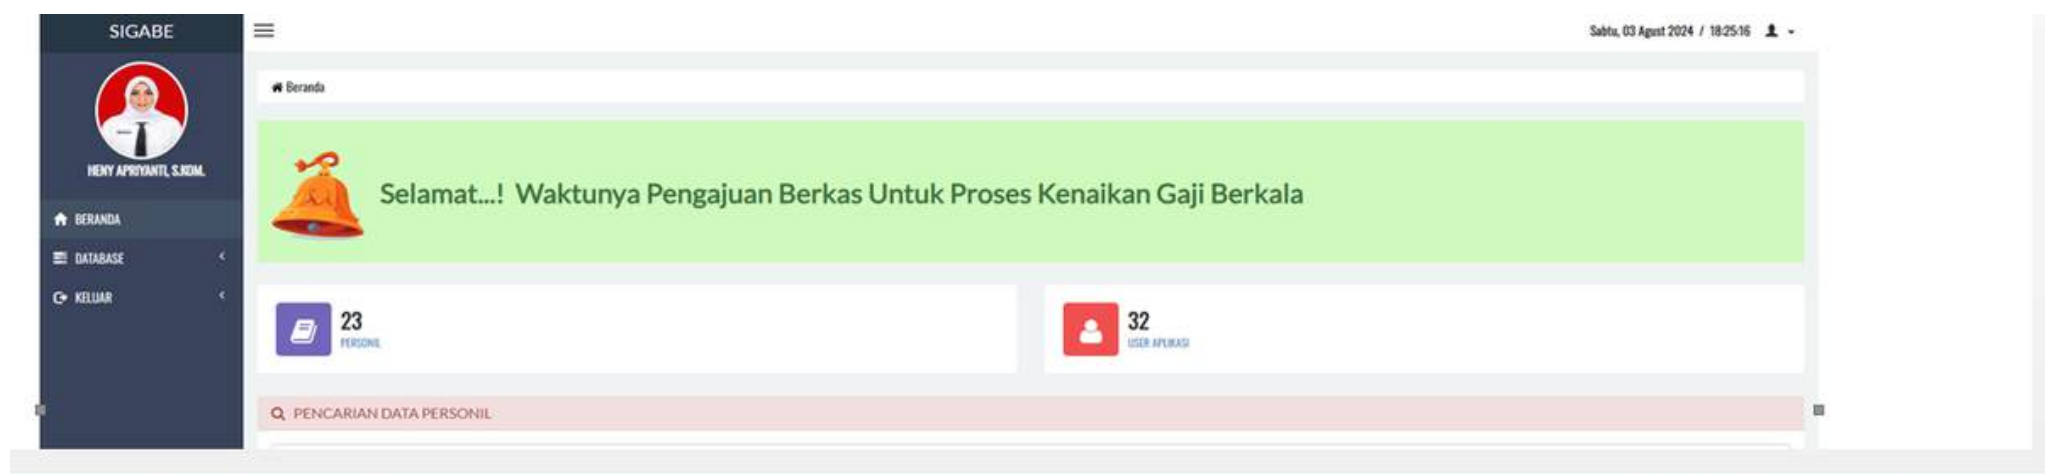 SIGABE
Sabtu, 03 Agust 2024 / 18:25:16
HENY APRIYANTI, S.KOM.
BERANDA
DATABASE
KELUAR
Beranda
Selamat...! Waktunya Pengajuan Berkas Untuk Proses Kenaikan Gaji Berkala
23
PERSONIL
32
USER APLIKASI
PENCARIAN DATA PERSONIL